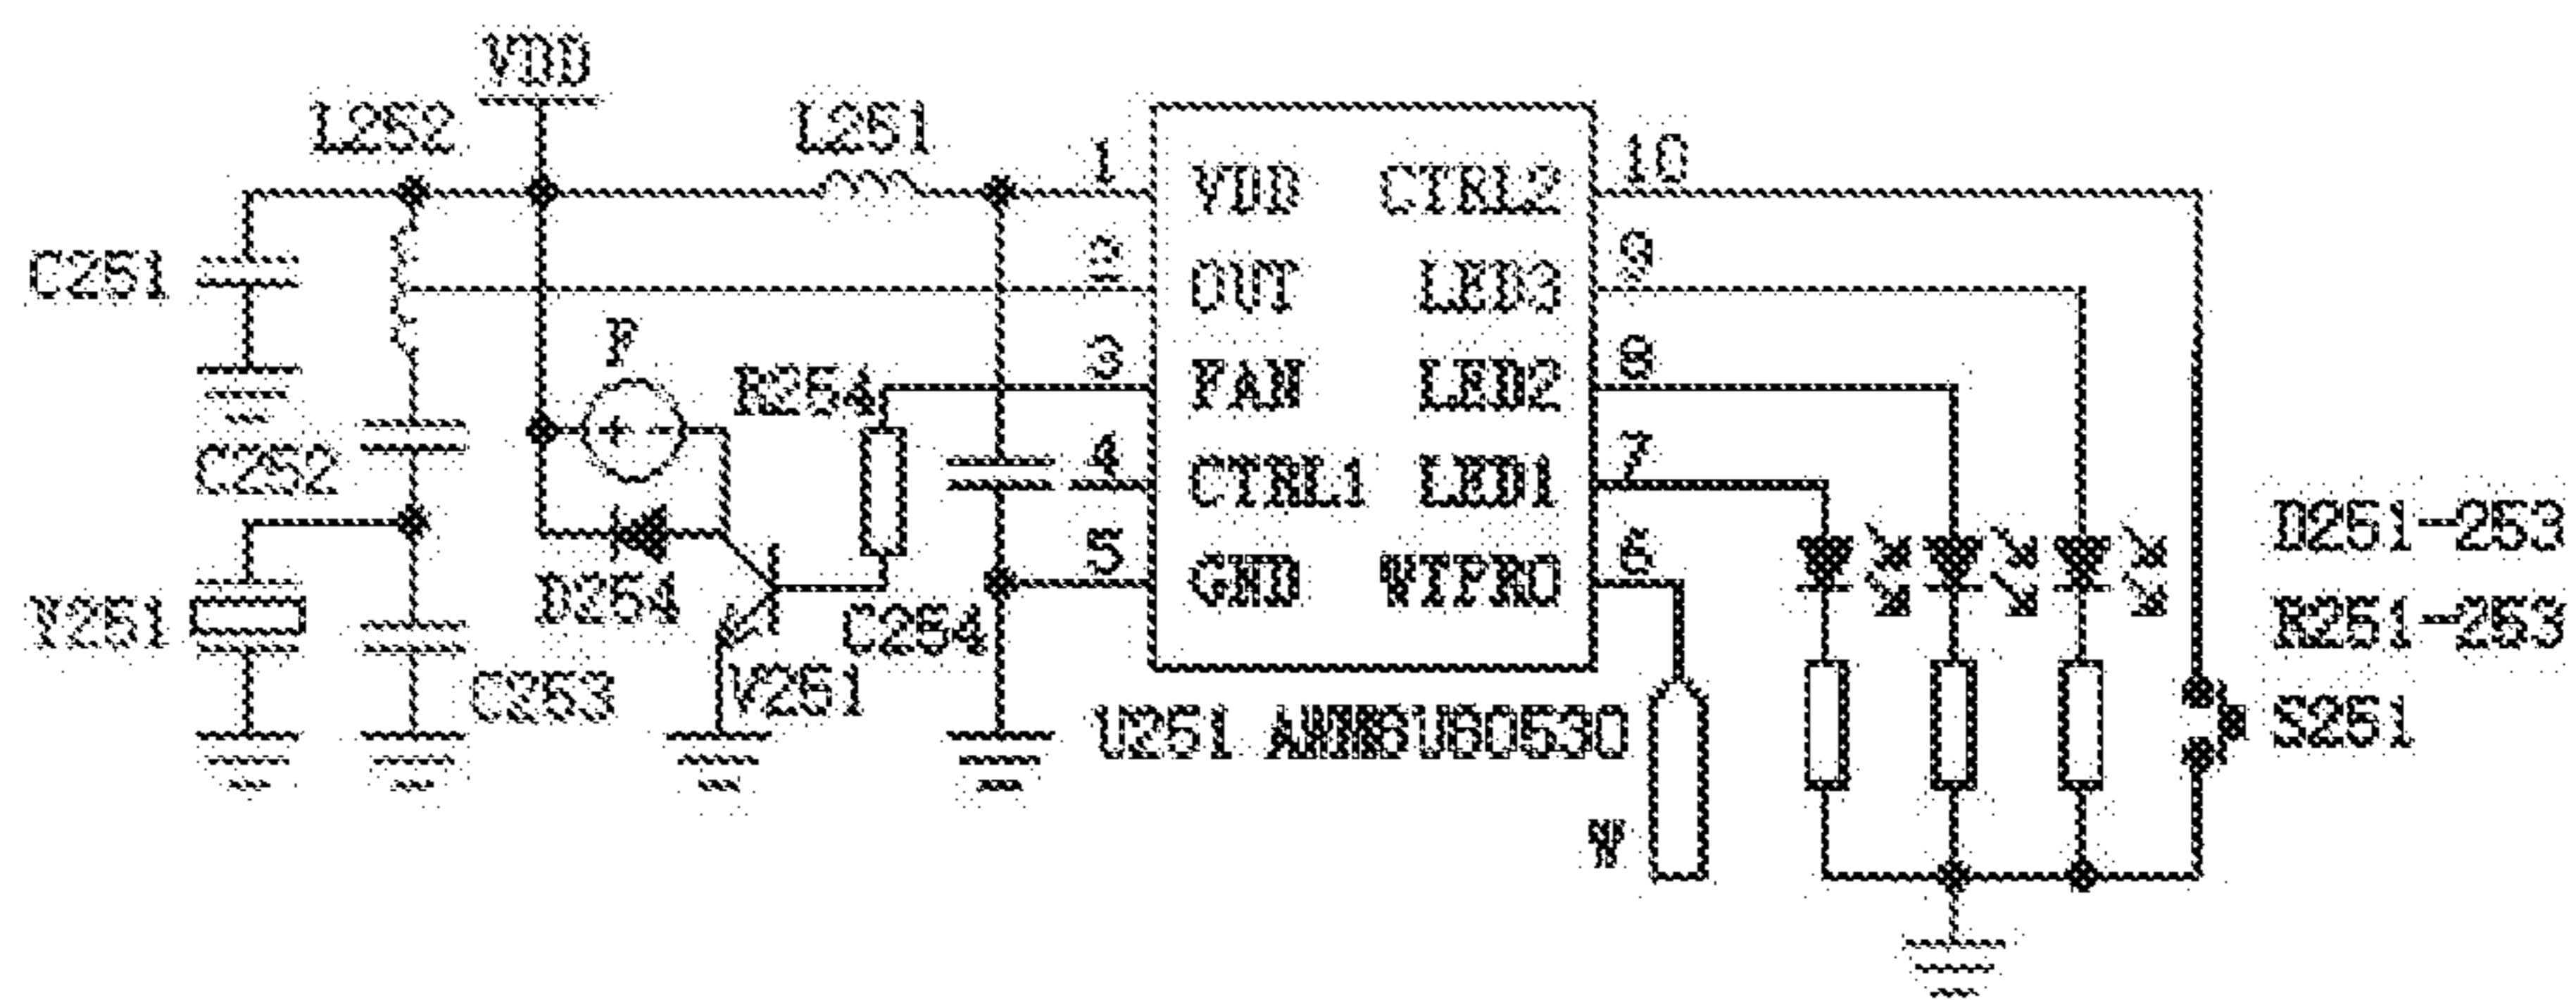 VDD
L252
L251
C251
F
R254
C252
D254
Y251
C253
V251
C254
1
2
3
4
5
VDD
OUT
FAN
CTRL1
GND
CTRL2
LED3
LED2
LED1
WTPRO
10
9
8
7
6
U251
W
D251-253
R251-253
S251